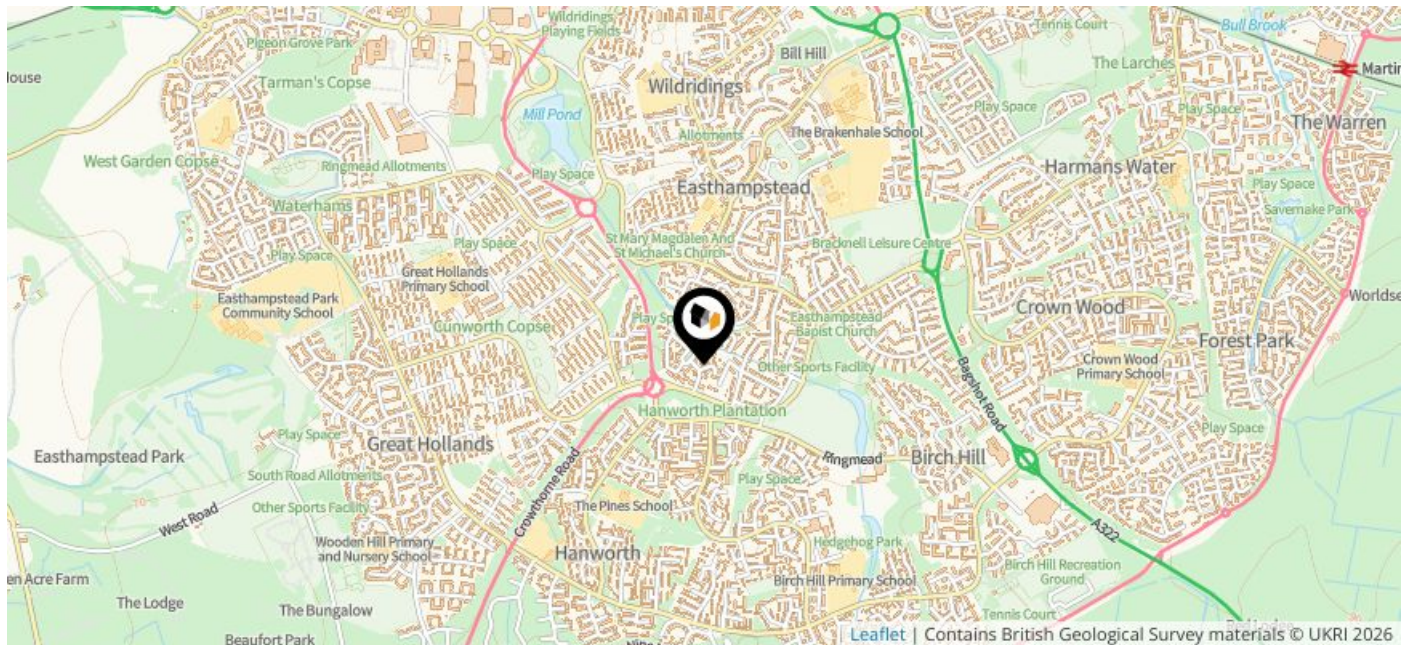 Wildridings
Playing Fields
Tennis Court
Bull Brook
Pigeon Grove Park
Bill Hill
The Larches
Martin
Tarman's Copse
Wildridings
Play Space
Play Space
Mill Pond
The Warren
Allotments
The Brakenhale School
West Garden Copse
Ringmead Allotments
Harmans Water
Play Space
Easthampstead
Play Space
Waterhams
Savernake Park
St Mary Magdalen And
St Michael's Church
Play Space
Bracknell Leisure Centre
Play Space
Great Hollands
Primary School
Easthampstead Park
Community School
Worldse
Crown Wood
Play Sp
Easthampstead
Baptist Church
Gunworth Copse
Forest Park
Crown Wood
Primary School
Other Sports Facility
Bagshot Road
Hanworth Plantation
Play Space
Play Space
Great Hollands
Easthampstead Park
Ringmead
Birch Hill
South Road Allotments
Crowthorne Road
Play Space
Other Sports Facility
The Pines School
West Road
A322
Wooden Hill Primary
and Nursery School
Hanworth
Hedgehog Park
Birch Hill Recreation
Ground
en Acre Farm
Birch Hill Primary School
The Lodge
The Bungalow
Tennis Court
Beaufort Park
90
70
Leaflet | Contains British Geological Survey materials © UKRI 2026